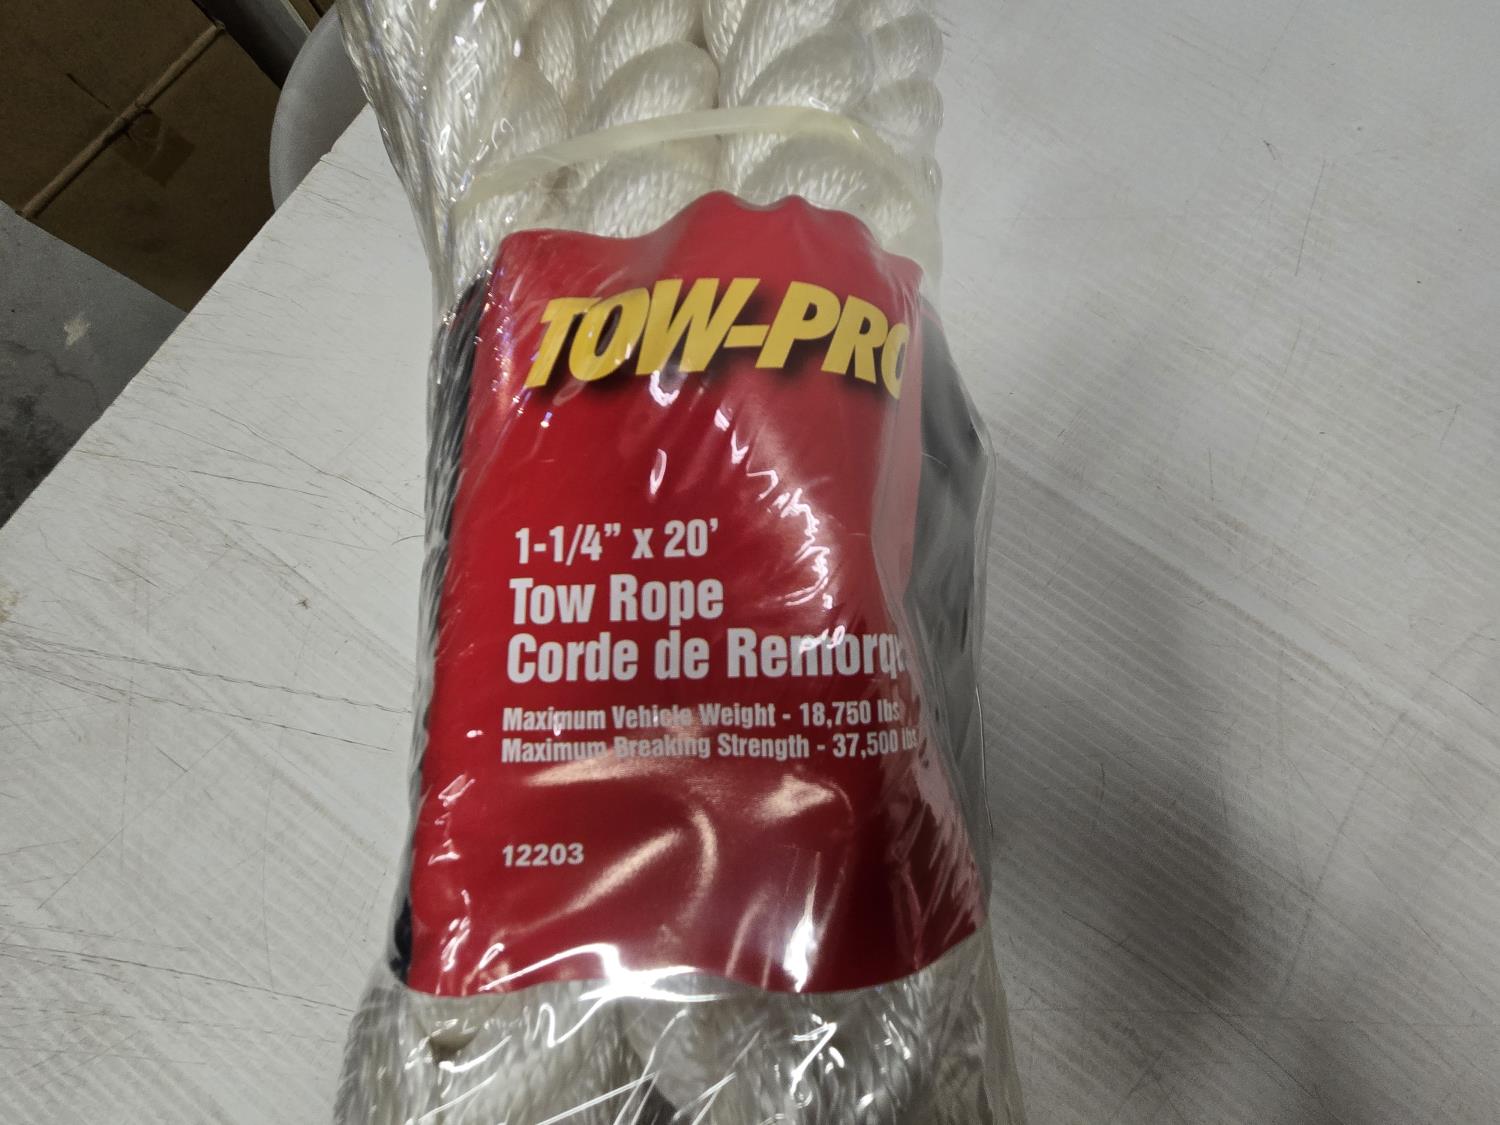 TOW-PRO
1-1/4" x 20'
Tow Rope
Corde de Remorqu
Maximum Vehicle Weight - 18,750 lbs
Maximum Breaking Strength - 37,500 lbs
12203